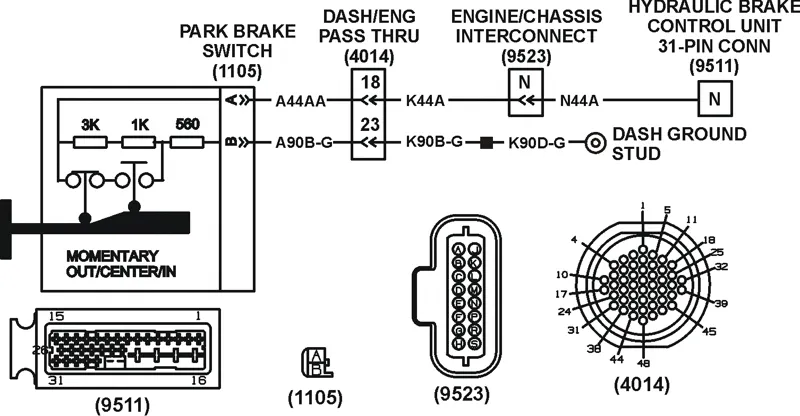 PARK BRAKE
SWITCH
(1105)
DASH/ENG
PASS THRU
(4014)
ENGINE/CHASSIS
INTERCONNECT
(9523)
HYDRAULIC BRAKE
CONTROL UNIT
31-PIN CONN
(9511)
A
A44AA
18
K44A
N
N44A
N
3K
1K
560
B
A90B-G
23
K90B-G
K90D-G
DASH GROUND
STUD
MOMENTARY
OUT/CENTER/IN
15
1
26
31
16
(9511)
A
B
(1105)
A
J
B
K
C
L
D
M
E
N
F
P
G
R
H
S
(9523)
1
5
11
18
25
32
39
45
48
44
38
31
24
17
10
4
(4014)